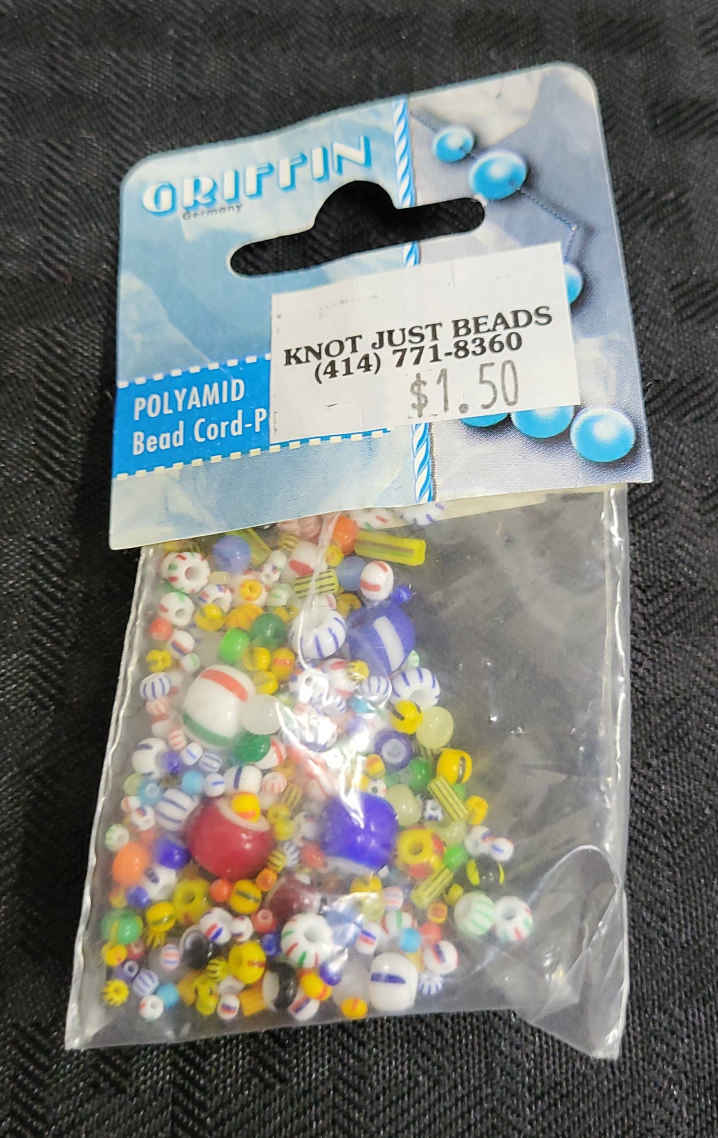 GRIFFIN
Germany
KNOT JUST BEADS
(414) 771-8360
$1.50
POLYAMID
Bead Cord-P